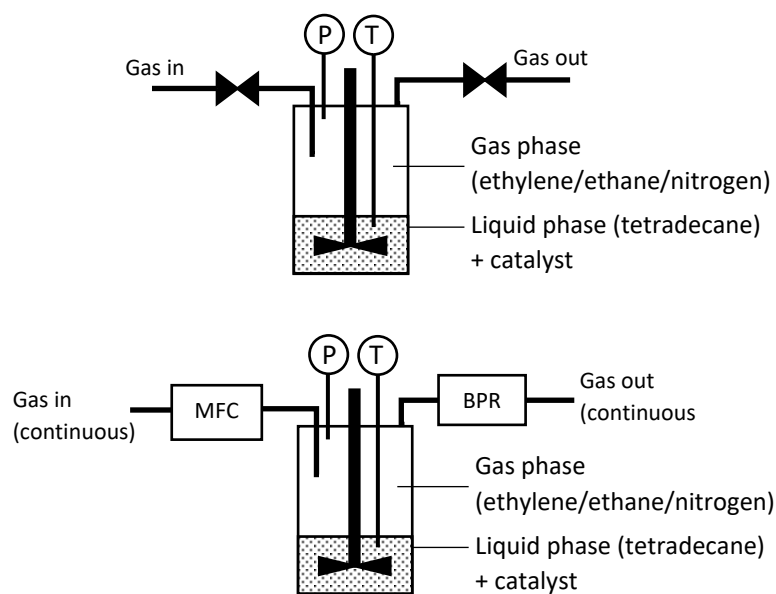 P T
Gas in
Gas out
Gas phase
(ethylene/ethane/nitrogen)
Liquid phase (tetradecane)
+ catalyst
P T
Gas in
(continuous)
MFC
BPR
Gas out
(continuous
Gas phase
(ethylene/ethane/nitrogen)
Liquid phase (tetradecane)
+ catalyst